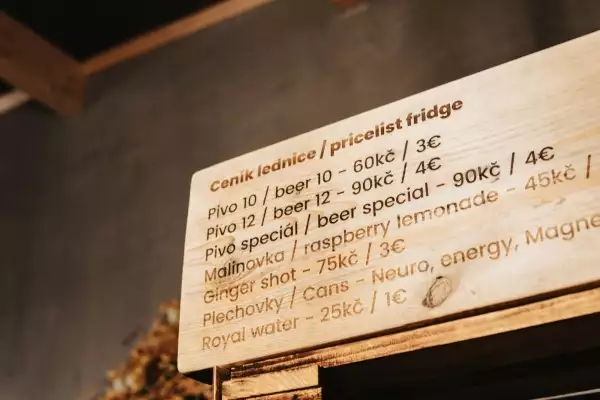 Ceník lednice / pricelist fridge
Pivo 10 / beer 10 - 60kč / 3€
Pivo 12 / beer 12 - 90kč / 4€
Pivo speciál / beer special - 90kč / 4€
Malinovka / raspberry lemonade - 45kč /
Ginger shot - 75kč / 3€
Plechovky / Cans - Neuro, energy, Magne
Royal water - 25kč / 1€